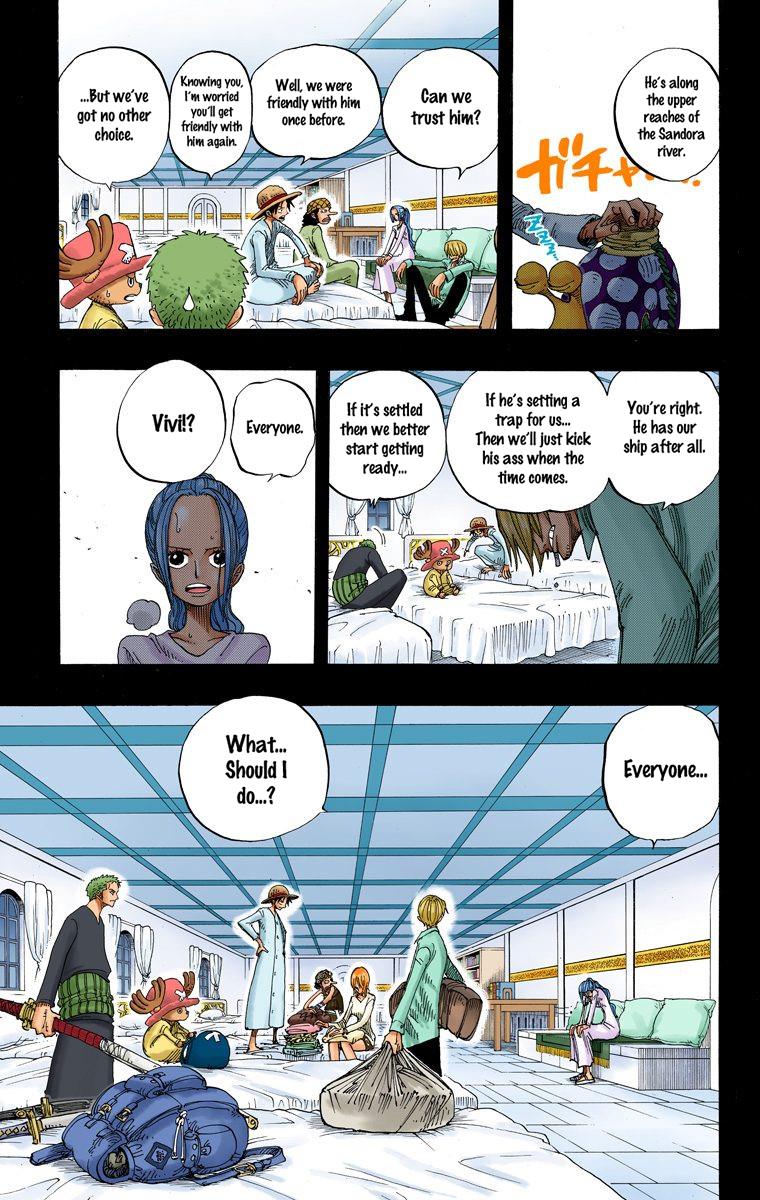 He's along
the upper
reaches of
the Sandora
river.
ガチャ
ZZZ
Can we
trust him?
Well, we were
friendly with him
once before.
Knowing you,
I'm worried
you'll get
friendly with
him again.
...But we've
got no other
choice.
You're right.
He has our
ship after all.
If he's setting a
trap for us...
Then we'll just kick
his ass when the
time comes.
If it's settled
then we better
start getting
ready...
Everyone.
Vivi!?
Everyone...
What...
Should I
do...?